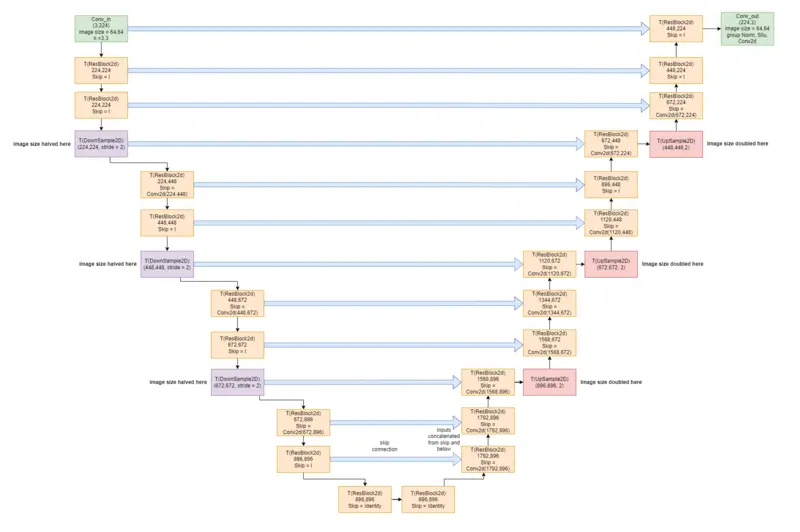 Conv_in
(3,224)
image size = 64,64
k =3,3
T(ResBlock2d)
448,224
Skip = I
Conv_out
(224,3)
image size = 64,64
group Norm, Silu,
Conv2d
T(ResBlock2d)
224,224
Skip = I
T(ResBlock2d)
448,224
Skip = I
T(ResBlock2d)
224,224
Skip = I
T(ResBlock2d)
672,224
Skip =
Conv2d(672,224)
Image size halved here
T(DownSample2D)
(224,224, stride = 2)
T(ResBlock2d)
672,448
Skip =
Conv2d(672,224)
T(UpSample2D)
(448,448,2)
Image size doubled here
T(ResBlock2d)
224,448
Skip =
Conv2d(224,448)
T(ResBlock2d)
896,448
Skip = I
T(ResBlock2d)
448,448
Skip = I
T(ResBlock2d)
1120,448
Skip =
Conv2d(1120,448)
Image size halved here
T(DownSample2D)
(448,448, stride = 2)
T(ResBlock2d)
1120,672
Skip =
Conv2d(1120,672)
T(UpSample2D)
(672,672, 2)
Image size doubled here
T(ResBlock2d)
448,672
Skip =
Conv2d(448,672)
T(ResBlock2d)
1344,672
Skip =
Conv2d(1344,672)
T(ResBlock2d)
672,672
Skip = I
T(ResBlock2d)
1568,672
Skip =
Conv2d(1568,672)
Image size halved here
T(DownSample2D)
(672,672, stride = 2)
T(ResBlock2d)
1568,896
Skip =
Conv2d(1568,896)
T(UpSample2D)
(896,896, 2)
Image size doubled here
T(ResBlock2d)
672,896
Skip =
Conv2d(672,896)
T(ResBlock2d)
1792,896
Skip =
Conv2d(1792,896)
skip
connection
inputs
concatenated
from skip and
below
T(ResBlock2d)
896,896
Skip = I
T(ResBlock2d)
1792,896
Skip =
Conv2d(1792,896)
T(ResBlock2d)
896,896
Skip = Identity
T(ResBlock2d)
896,896
Skip = Identity